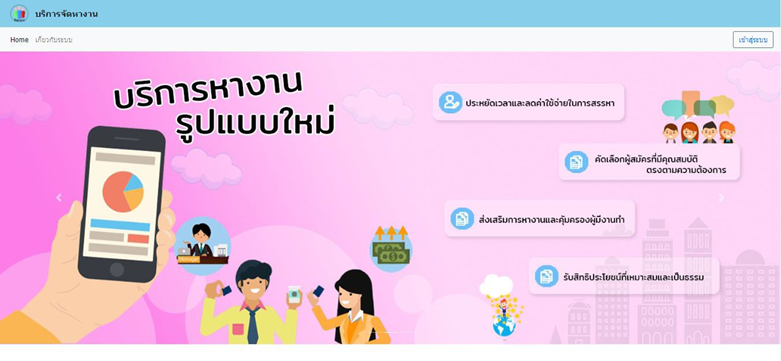 บริการจัดหางาน
Home เกี่ยวกับระบบ
เข้าสู่ระบบ
บริการหางาน
รูปแบบใหม่
ประหยัดเวลาและลดค่าใช้จ่ายในการสรรหา
คัดเลือกผู้สมัครที่มีคุณสมบัติ
ตรงตามความต้องการ
ส่งเสริมการหางานและคุ้มครองผู้มีงานทำ
รับสิทธิประโยชน์ที่เหมาะสมและเป็นธรรม